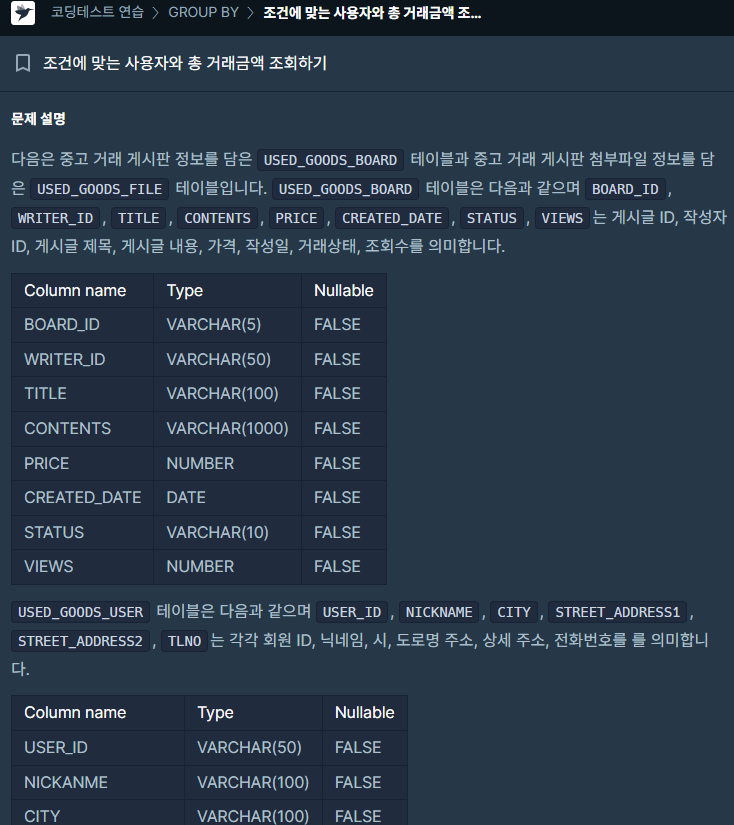 코딩테스트 연습 > GROUP BY > 조건에 맞는 사용자와 총 거래금액 조...
조건에 맞는 사용자와 총 거래금액 조회하기
문제 설명
다음은 중고 거래 게시판 정보를 담은 USED_GOODS_BOARD 테이블과 중고 거래 게시판 첨부파일 정보를 담
은 USED_GOODS_FILE 테이블입니다. USED_GOODS_BOARD 테이블은 다음과 같으며 BOARD_ID ,
WRITER_ID , TITLE , CONTENTS , PRICE , CREATED_DATE , STATUS , VIEWS 는 게시글 ID, 작성자
ID, 게시글 제목, 게시글 내용, 가격, 작성일, 거래상태, 조회수를 의미합니다.
Column name Type Nullable
BOARD_ID VARCHAR(5) FALSE
WRITER_ID VARCHAR(50) FALSE
TITLE VARCHAR(100) FALSE
CONTENTS VARCHAR(1000) FALSE
PRICE NUMBER FALSE
CREATED_DATE DATE FALSE
STATUS VARCHAR(10) FALSE
VIEWS NUMBER FALSE
USED_GOODS_USER 테이블은 다음과 같으며 USER_ID , NICKNAME , CITY , STREET_ADDRESS1 ,
STREET_ADDRESS2 , TLNO 는 각각 회원 ID, 닉네임, 시, 도로명 주소, 상세 주소, 전화번호를 를 의미합니
다.
Column name Type Nullable
USER_ID VARCHAR(50) FALSE
NICKANME VARCHAR(100) FALSE
CITY VARCHAR(100) FALSE